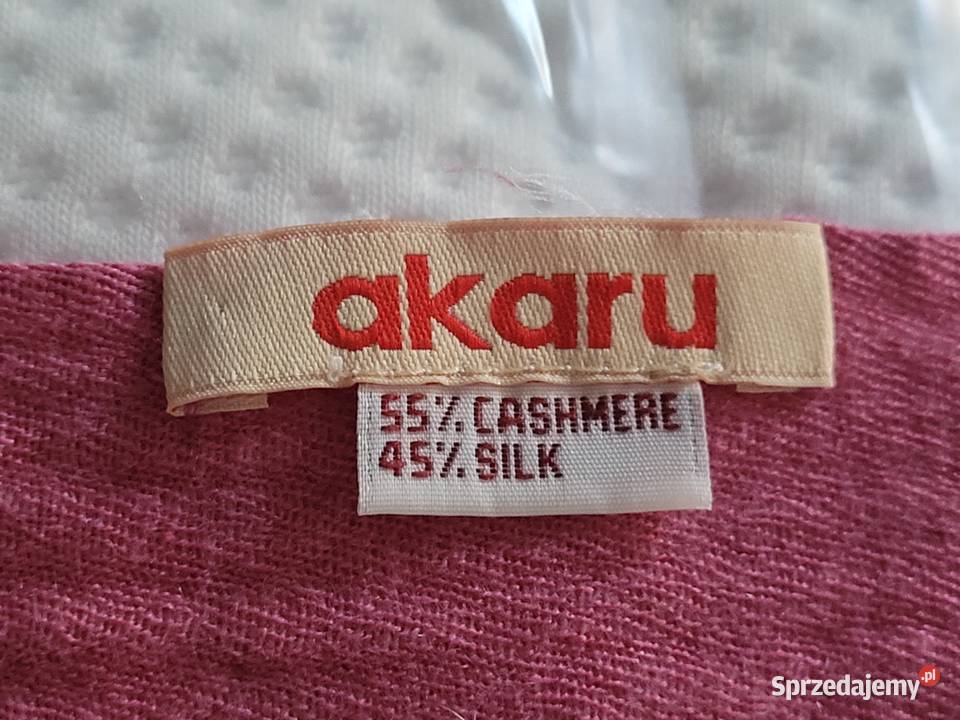 akaru
55% CASHMERE
45% SILK
Sprzedajemy.pl